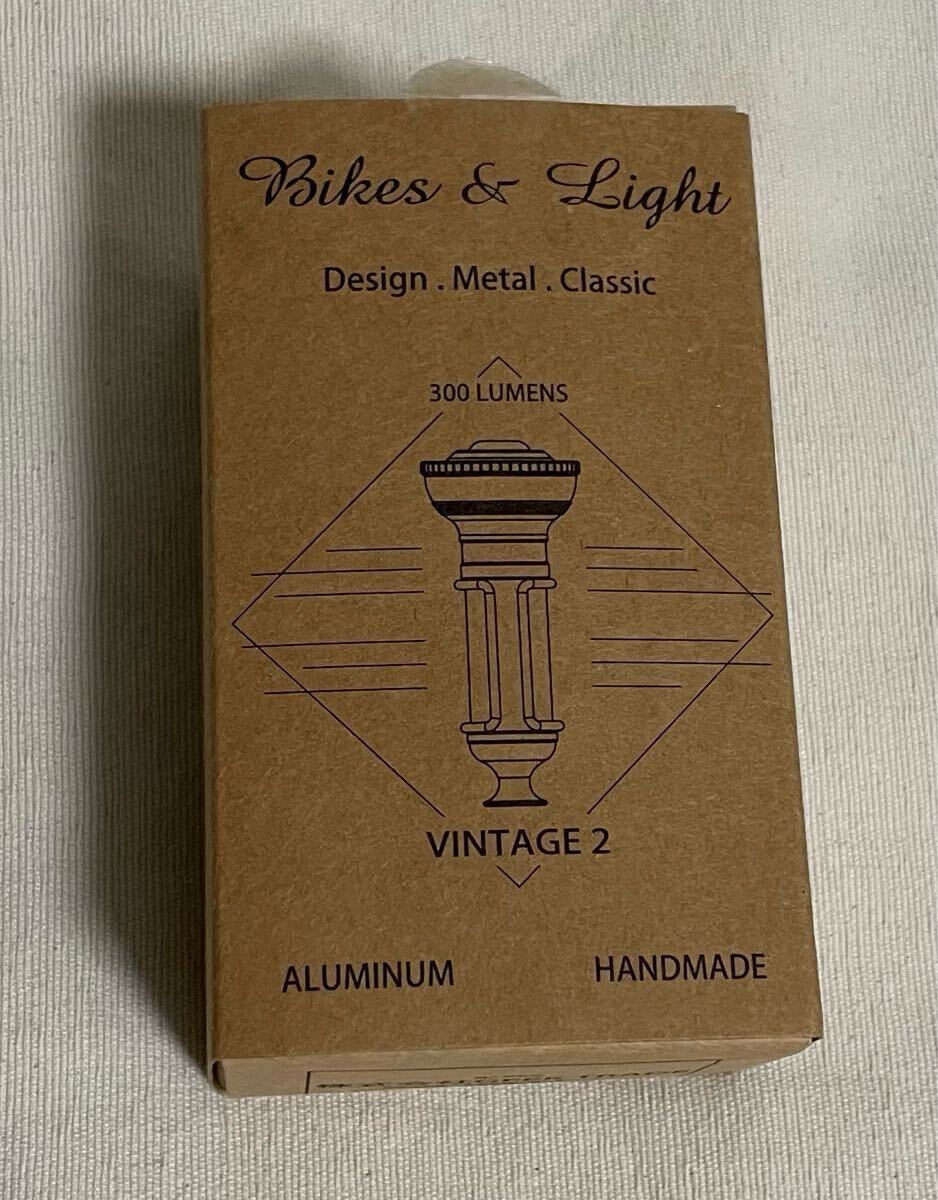 Bikes & Light
Design . Metal . Classic
300 LUMENS
VINTAGE 2
ALUMINUM
HANDMADE